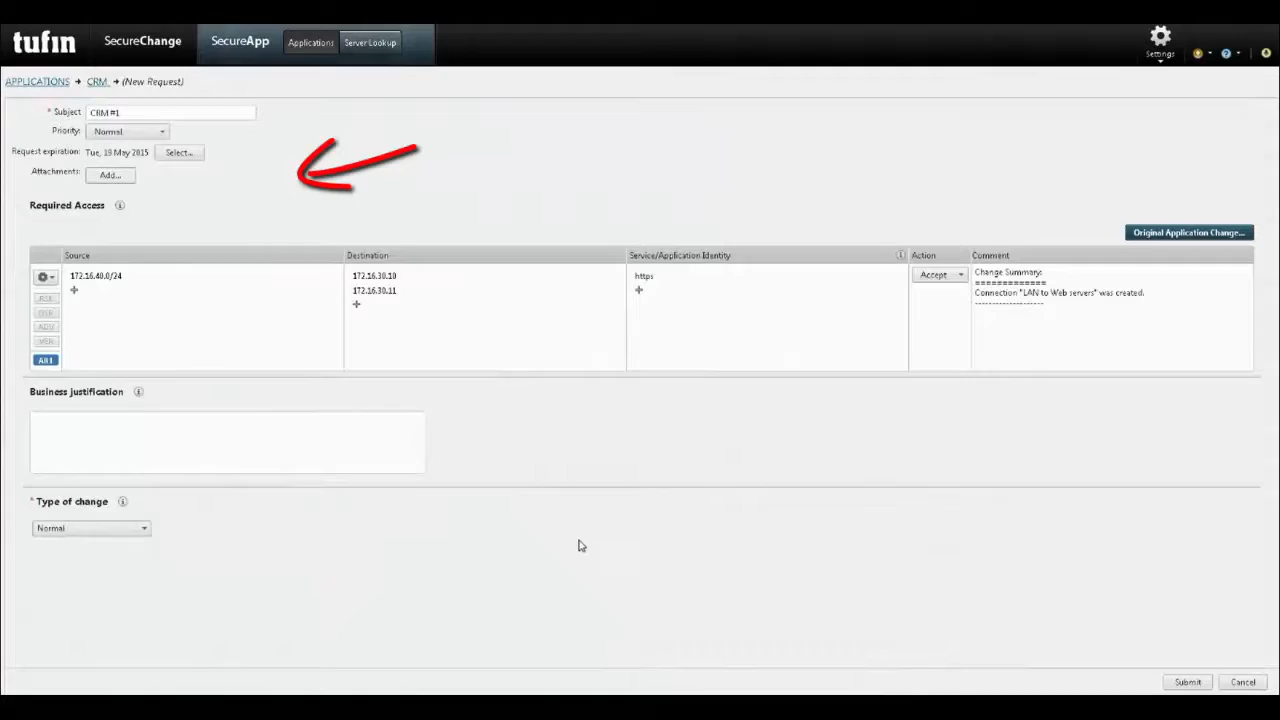 tufin SecureChange SecureApp Applications Server Lookup Settings
APPLICATIONS → CRM → (New Request)
* Subject CRM #1
Priority: Normal
Request expiration: Tue, 19 May 2015 Select...
Attachments: Add...
Required Access
Original Application Change...
Source Destination Service/Application Identity Action Comment
172.16.40.0/24 172.16.30.10 https Accept Change Summary:
=============
172.16.30.11 Connection "LAN to Web servers" was created.
--------------------
AR1
Business justification
* Type of change
Normal
Submit Cancel